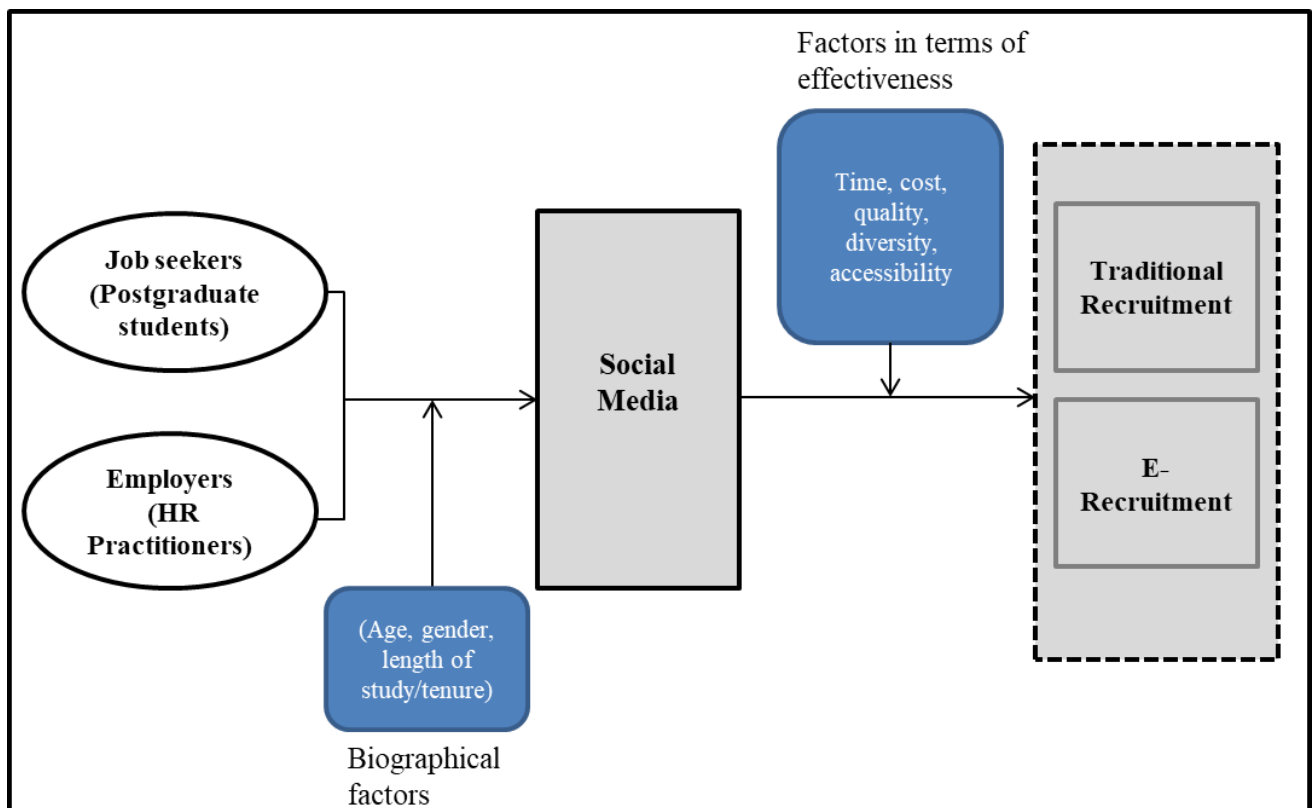 Factors in terms of
effectiveness
Time, cost,
quality,
diversity,
accessibility
Job seekers
(Postgraduate
students)
Employers
(HR
Practitioners)
Social
Media
Traditional
Recruitment
E-
Recruitment
(Age, gender,
length of
study/tenure)
Biographical
factors